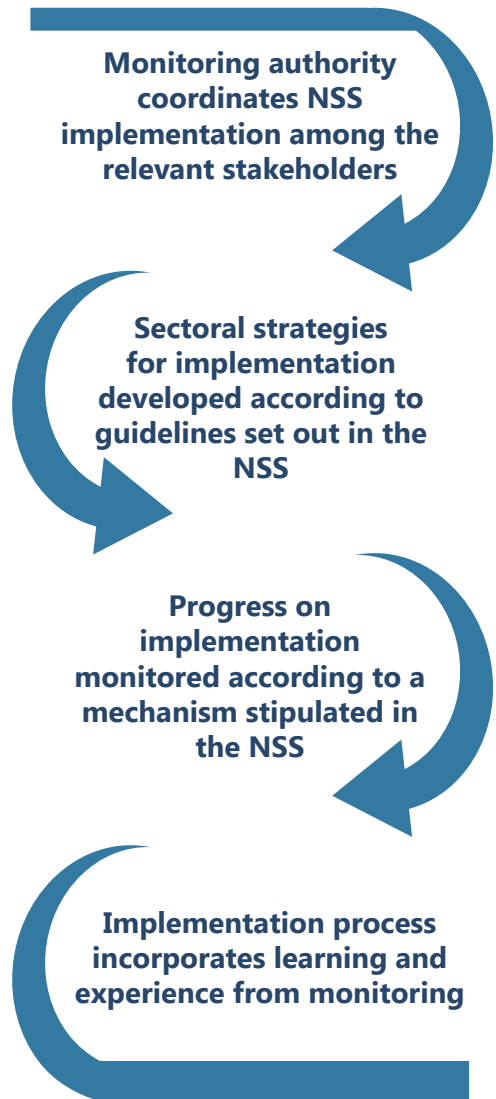 Monitoring authority
coordinates NSS
implementation among the
relevant stakeholders
Sectoral strategies
for implementation
developed according to
guidelines set out in the
NSS
Progress on
implementation
monitored according to a
mechanism stipulated in
the NSS
Implementation process
incorporates learning and
experience from monitoring